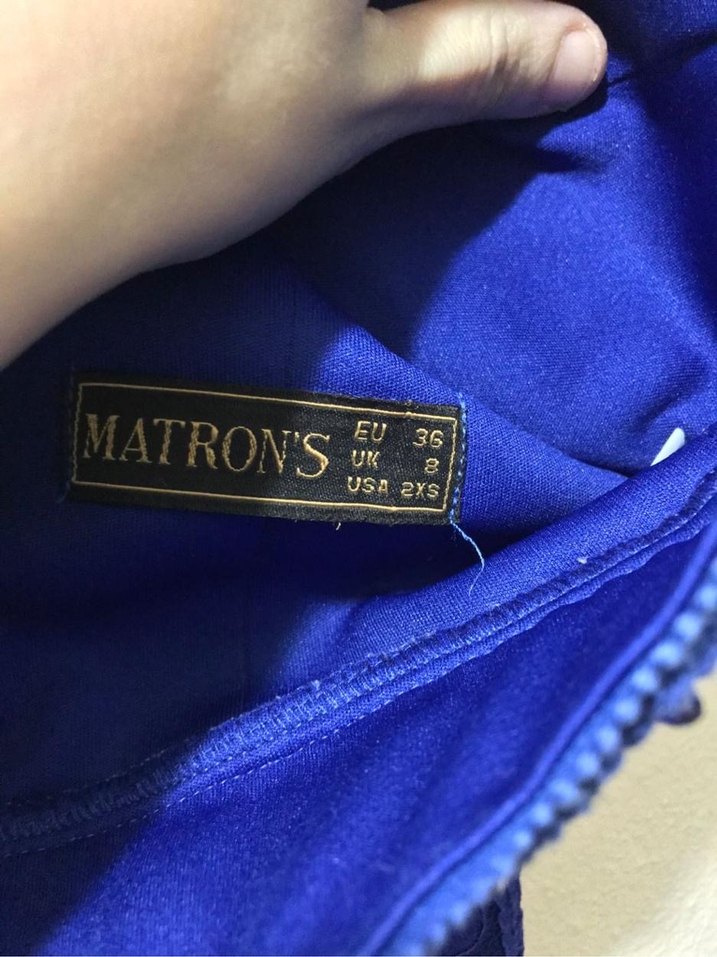 MATRON'S
EU 36
UK 8
USA 2XS